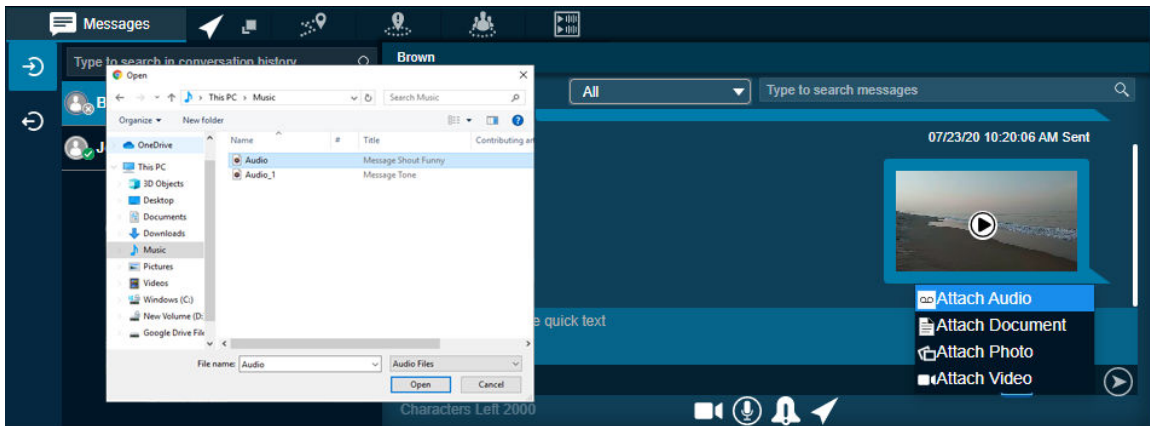 Messages
Type to search in conversation history
Brown
All
Type to search messages
07/23/20 10:20:06 AM Sent
Open
This PC > Music
Search Music
Organize
New folder
Name
#
Title
Contributing
OneDrive
Audio
Message Shout Funny
This PC
Audio_1
Message Tone
3D Objects
Desktop
Documents
Downloads
Music
Pictures
Videos
Windows (C:)
New Volume (D:
Google Drive File
File name:
Audio
Audio Files
Open
Cancel
Attach Audio
Attach Document
Attach Photo
Attach Video
quick text
Characters Left 2000